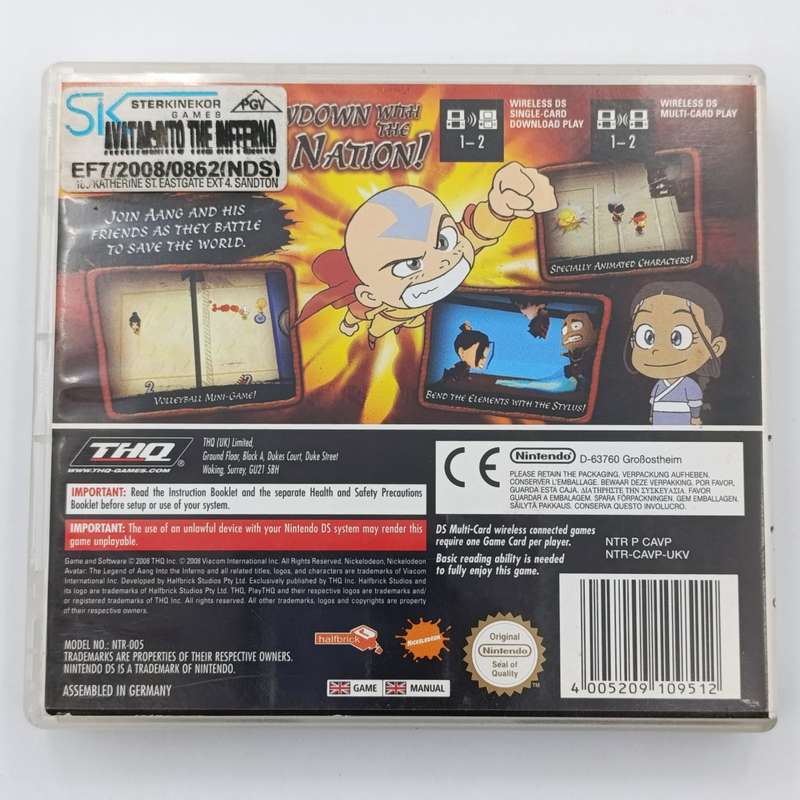 SK STERKINEKOR GAMES PGV
AVATAR:INTO THE INFERNO
EF7/2008/0862(NDS)
KATHERINE ST. EASTGATE EXT 4. SANDTON
WITH
THE
NATION!
WIRELESS DS
SINGLE-CARD
DOWNLOAD PLAY
1–2
WIRELESS DS
MULTI-CARD PLAY
1–2
JOIN AANG AND HIS
FRIENDS AS THEY BATTLE
TO SAVE THE WORLD.
SPECIALLY ANIMATED CHARACTERS!
VOLLEYBALL MINI-GAME!
BEND THE ELEMENTS WITH THE STYLUS!
THQ
WWW.THQ-GAMES.COM
THQ (UK) Limited,
Ground Floor, Block A, Dukes Court, Duke Street
Woking, Surrey, GU21 5BH
IMPORTANT: Read the Instruction Booklet and the separate Health and Safety Precautions
Booklet before setup or use of your system.
IMPORTANT: The use of an unlawful device with your Nintendo DS system may render this
game unplayable.
Game and Software © 2008 THQ Inc. © 2008 Viacom International Inc. All Rights Reserved. Nickelodeon, Nickelodeon
Avatar: The Legend of Aang Into the Inferno and all related titles, logos, and characters are trademarks of Viacom
International Inc. Developed by Halfbrick Studios Pty Ltd. Exclusively published by THQ Inc. Halfbrick Studios and
its logo are trademarks of Halfbrick Studios Pty Ltd. THQ, PlayTHQ and their respective logos are trademarks and/
or registered trademarks of THQ Inc. All rights reserved. All other trademarks, logos and copyrights are property
of their respective owners.
MODEL NO.: NTR-005
TRADEMARKS ARE PROPERTIES OF THEIR RESPECTIVE OWNERS.
NINTENDO DS IS A TRADEMARK OF NINTENDO.
ASSEMBLED IN GERMANY
halfbrick
NICKELODEON
GAME
MANUAL
CE
Nintendo D-63760 Großostheim
PLEASE RETAIN THE PACKAGING. VERPACKUNG AUFHEBEN.
CONSERVER L'EMBALLAGE. BEWAAR DEZE VERPAKKING. POR FAVOR,
GUARDA ESTA CAJA. ΔΙΑΤΗΡΗΣΤΕ ΤΗΝ ΣΥΣΚΕΥΑΣΙΑ. POR FAVOR
GUARDAR A EMBALAGEM. SPARA FÖRPACKNINGEN. GEM EMBALLAGEN.
SÄILYTÄ PAKKAUS. CONSERVA QUESTO INVOLUCRO.
DS Multi-Card wireless connected games
require one Game Card per player.
Basic reading ability is needed
to fully enjoy this game.
NTR P CAVP
NTR-CAVP-UKV
Original
Nintendo
Seal of
Quality
TM
4 005209 109512